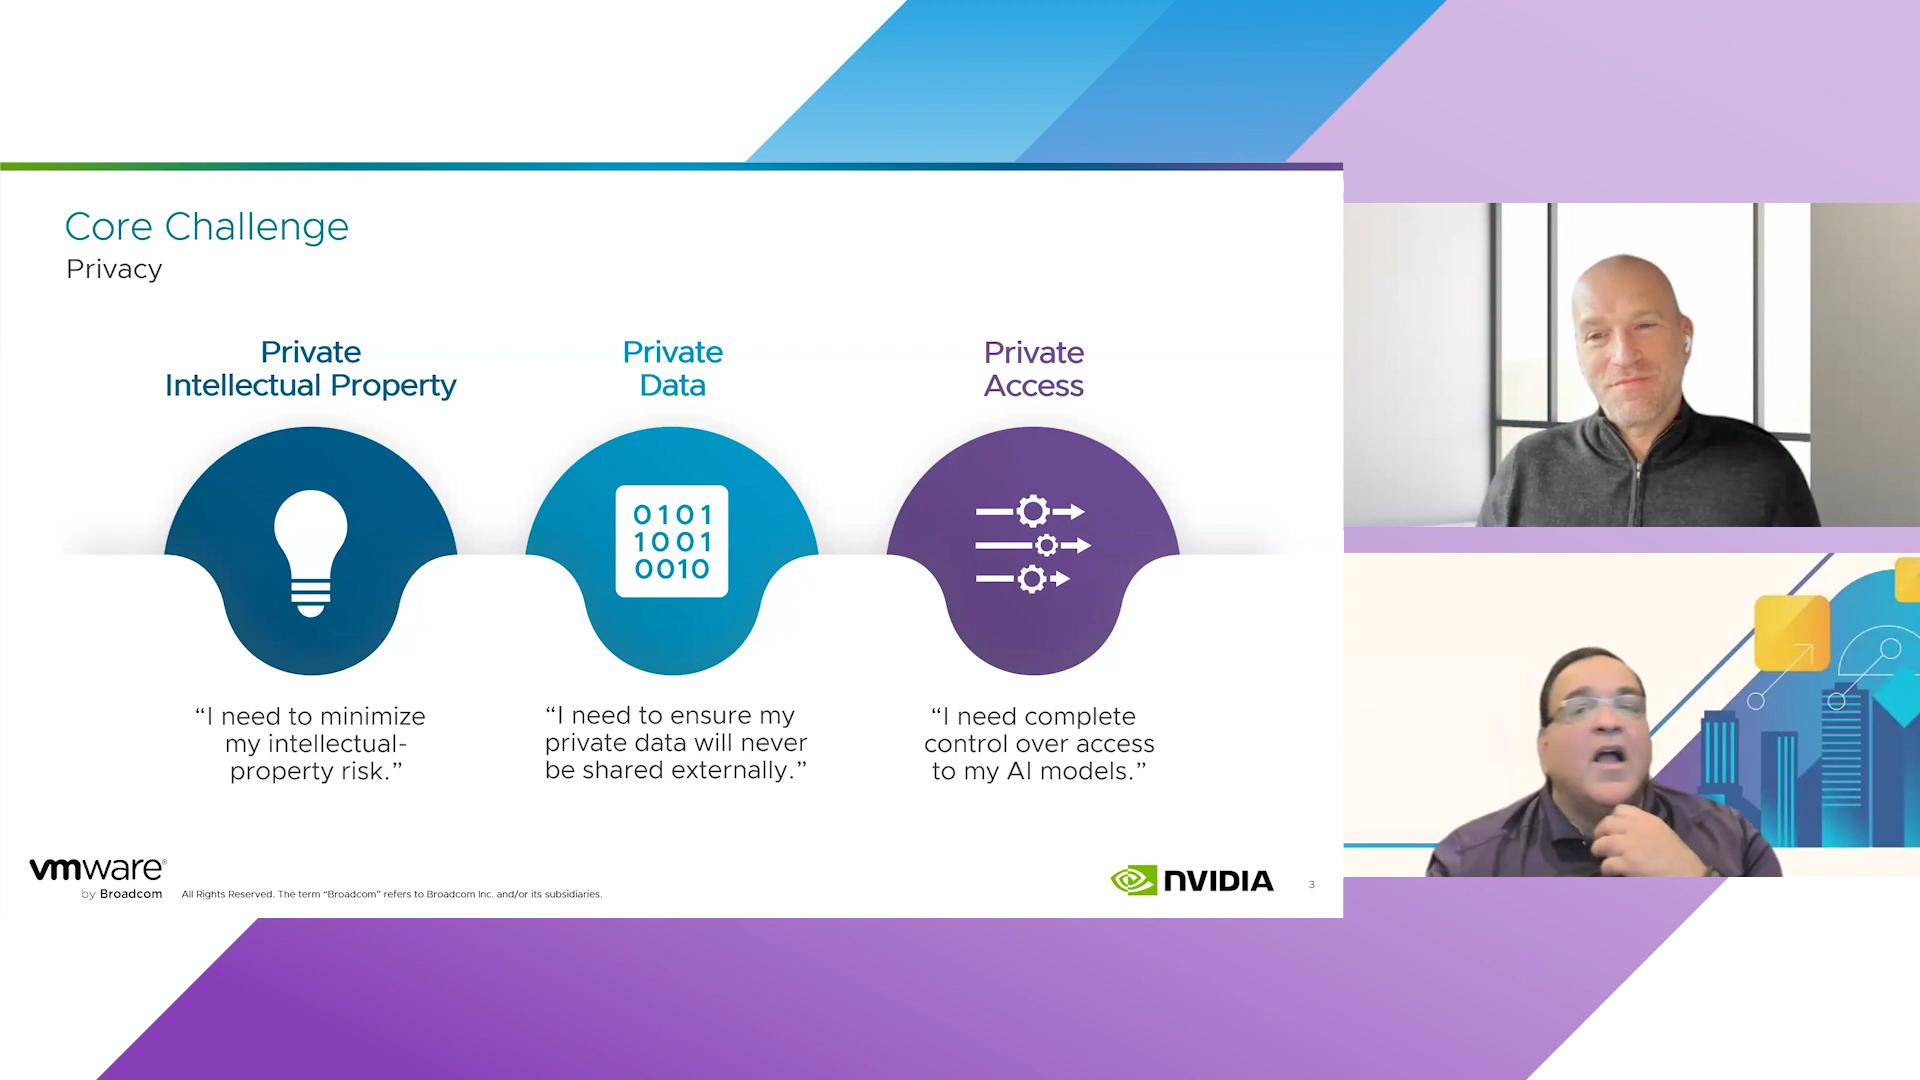 Core Challenge
Privacy
Private
Intellectual Property
Private
Data
Private
Access
0101
1001
0010
“I need to minimize
my intellectual-
property risk.”
“I need to ensure my
private data will never
be shared externally.”
“I need complete
control over access
to my AI models.”
vmware®
by Broadcom
All Rights Reserved. The term “Broadcom” refers to Broadcom Inc. and/or its subsidiaries.
NVIDIA
3